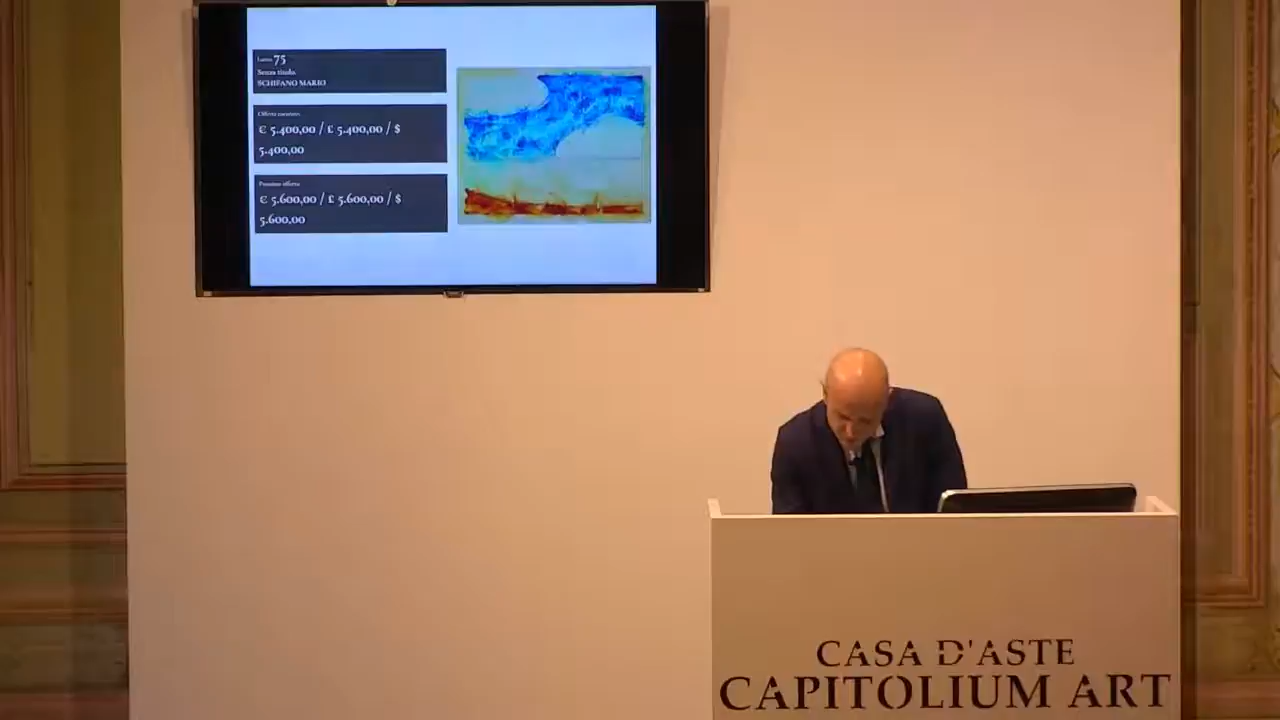 Lotto 75
Senza titolo.
SCHIFANO MARIO
Offerta corrente:
€ 5.400,00 / £ 5.400,00 / $
5.400,00
Prossima offerta:
€ 5.600,00 / £ 5.600,00 / $
5.600,00
CASA D'ASTE
CAPITOLIUM ART